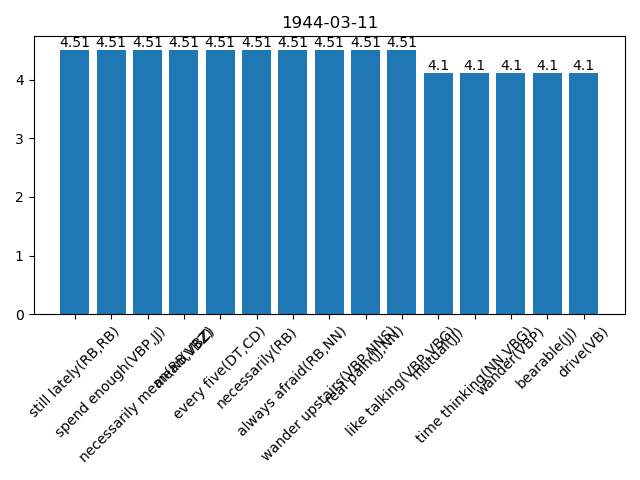 1944-03-11
4.51 4.51 4.51 4.51 4.51 4.51 4.51 4.51 4.51 4.51
4.1 4.1 4.1 4.1 4.1
4
3
2
1
0
still lately(RB,RB)
spend enough(VBP,JJ)
necessarily
every five(DT,CD)
necessarily(RB)
always afraid(RB,NN)
wander upstairs(VBP,NNS)
real pain(JJ,NN)
like talking(VBP,VBG)
mutual(JJ)
time thinking(NN,VBG)
wander(VBP)
bearable(JJ)
drive(VB)